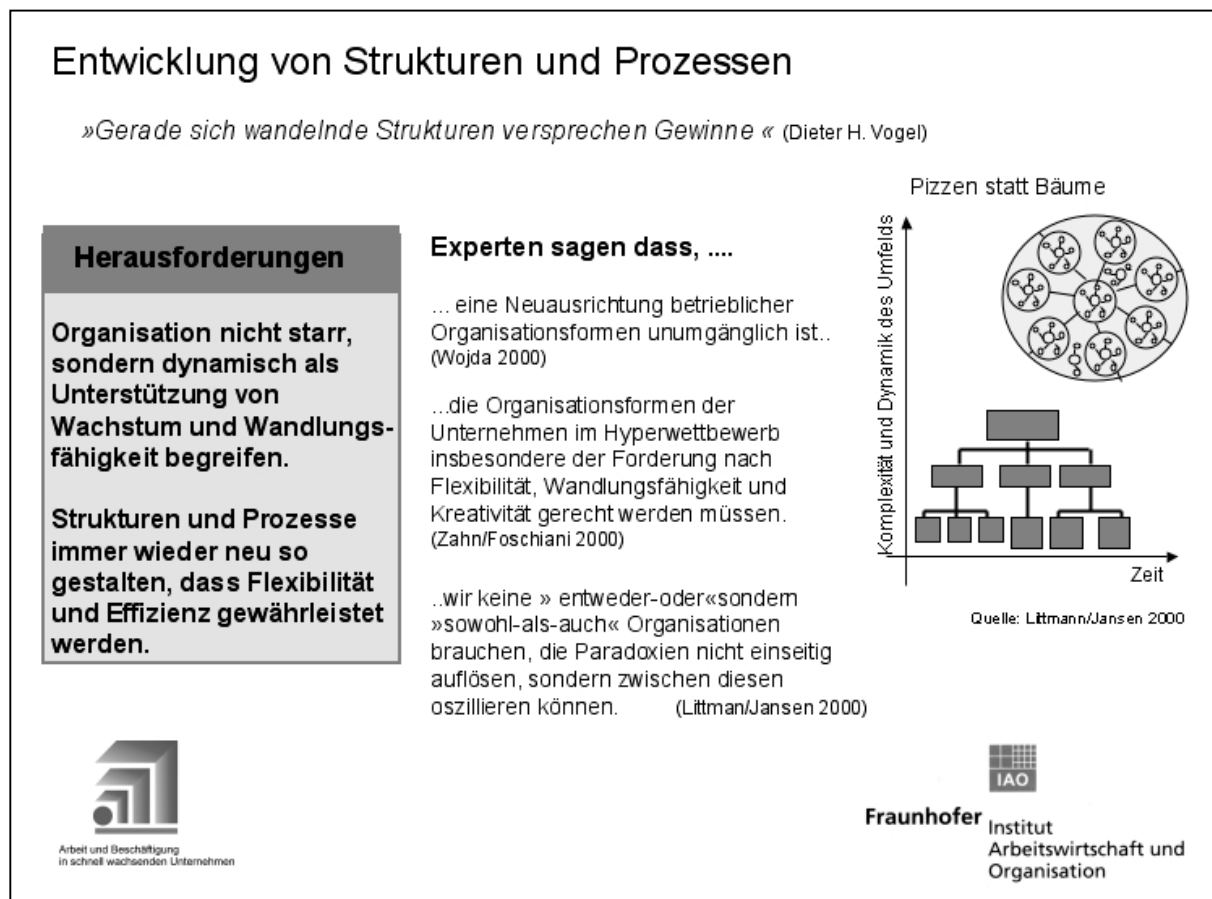 Entwicklung von Strukturen und Prozessen
»Gerade sich wandelnde Strukturen versprechen Gewinne « (Dieter H. Vogel)
Herausforderungen
Organisation nicht starr,
sondern dynamisch als
Unterstützung von
Wachstum und Wandlungs-
fähigkeit begreifen.
Strukturen und Prozesse
immer wieder neu so
gestalten, dass Flexibilität
und Effizienz gewährleistet
werden.
Experten sagen dass, ....
... eine Neuausrichtung betrieblicher
Organisationsformen unumgänglich ist..
(Wojda 2000)
...die Organisationsformen der
Unternehmen im Hyperwettbewerb
insbesondere der Forderung nach
Flexibilität, Wandlungsfähigkeit und
Kreativität gerecht werden müssen.
(Zahn/Foschiani 2000)
..wir keine » entweder-oder«sondern
»sowohl-als-auch« Organisationen
brauchen, die Paradoxien nicht einseitig
auflösen, sondern zwischen diesen
oszillieren können. (Littman/Jansen 2000)
Pizzen statt Bäume
Komplexität und Dynamik des Umfelds
Zeit
Quelle: Littmann/Jansen 2000
Arbeit und Beschäftigung
in schnell wachsenden Unternehmen
IAO
Fraunhofer Institut
Arbeitswirtschaft und
Organisation